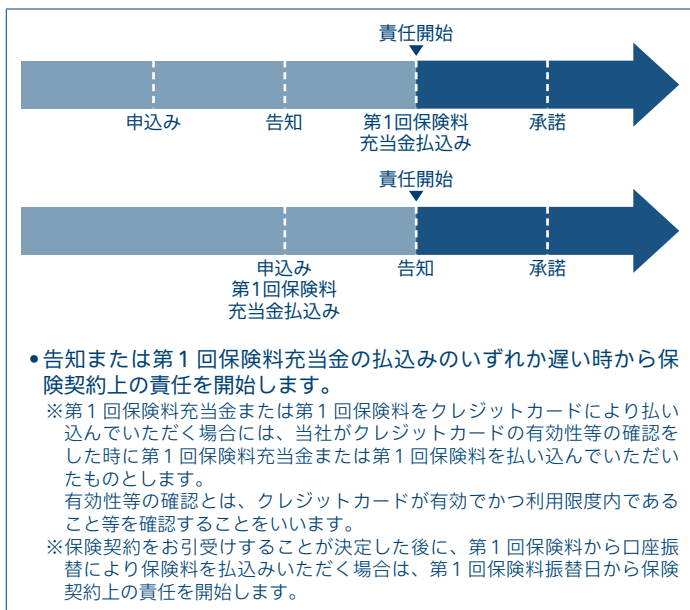 責任開始
申込み 告知 第1回保険料 承諾
充当金払込み
責任開始
申込み 告知 承諾
第1回保険料
充当金払込み
•告知または第1回保険料充当金の払込みのいずれか遅い時から保
険契約上の責任を開始します。
※第1回保険料充当金または第1回保険料をクレジットカードにより払い
込んでいただく場合には、当社がクレジットカードの有効性等の確認を
した時に第1回保険料充当金または第1回保険料を払い込んでいただい
たものとします。
有効性等の確認とは、クレジットカードが有効でかつ利用限度内である
こと等を確認することをいいます。
※保険契約をお引受けすることが決定した後に、第1回保険料から口座振
替により保険料を払込みいただく場合は、第1回保険料振替日から保険
契約上の責任を開始します。